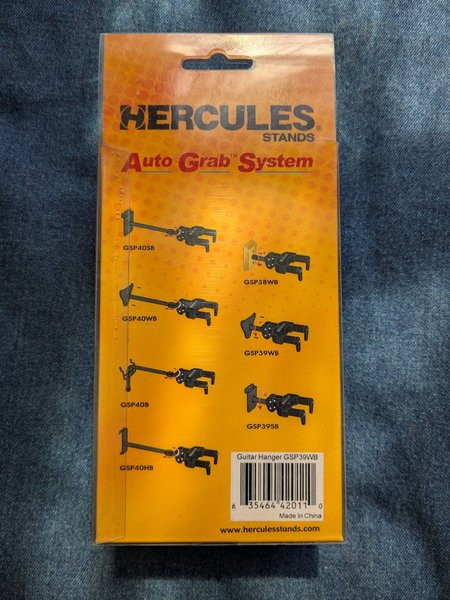 HERCULES®
STANDS
Auto Grab™ System
GSP40SB
GSP38WB
GSP40WB
GSP39WB
GSP40B
GSP39SB
GSP40HB
Guitar Hanger GSP39WB
6 35464 42011 0
Made In China
www.herculesstands.com